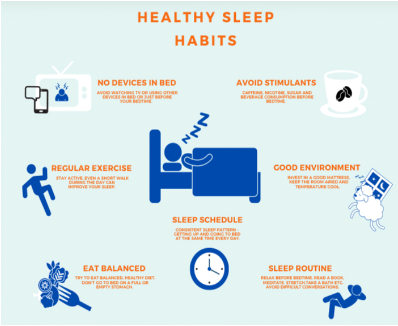 HEALTHY SLEEP
HABITS
NO DEVICES IN BED
AVOID WATCHING TV OR USING OTHER
DEVICES IN BED OR JUST BEFORE
YOUR BEDTIME.
AVOID STIMULANTS
CAFFEINE, NICOTINE, SUGAR AND
BEVERAGE CONSUMPTION BEFORE
BEDTIME.
ZZZZ
REGULAR EXERCISE
STAY ACTIVE. EVEN A SHORT WALK
DURING THE DAY CAN
IMPROVE YOUR SLEEP.
GOOD ENVIRONMENT
INVEST IN A GOOD MATTRESS,
KEEP THE ROOM AIRED AND
TEMPERATURE COOL.
SLEEP SCHEDULE
CONSISTENT SLEEP PATTERN
GETTING UP AND GOING TO BED
AT THE SAME TIME EVERY DAY.
EAT BALANCED
TRY TO EAT BALANCED, HEALTHY DIET.
DON'T GO TO BED ON A FULL OR
EMPTY STOMACH
SLEEP ROUTINE
RELAX BEFORE BEDTIME, READ A BOOK,
MEDITATE, STRETCH,TAKE A BATH ETC.
AVOID DIFFICULT CONVERSATIONS.